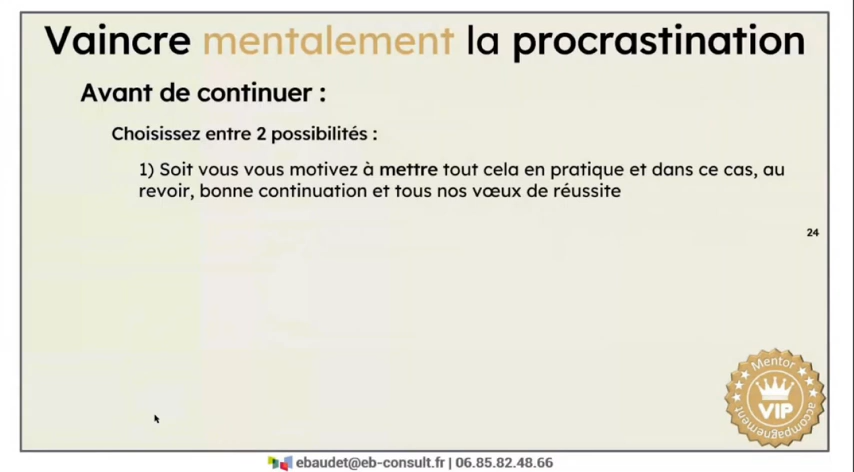 Vaincre mentalement la procrastination
Avant de continuer :
Choisissez entre 2 possibilités :
1) Soit vous vous motivez à mettre tout cela en pratique et dans ce cas, au
revoir, bonne continuation et tous nos vœux de réussite
24
Mentor
VIP
accompagnement
ebaudet@eb-consult.fr | 06.85.82.48.66